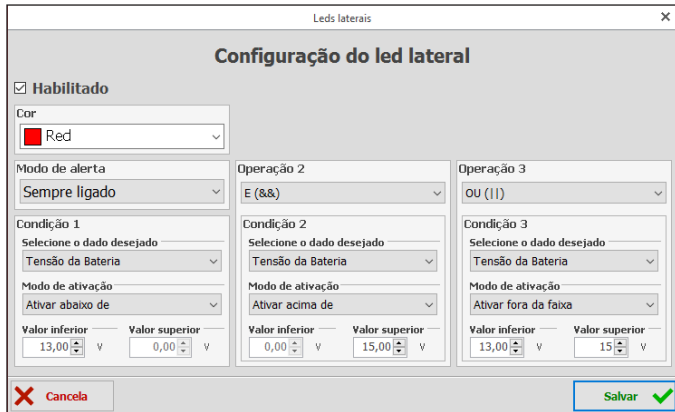 Leds laterais
Configuração do led lateral
Habilitado
Cor
Red
Modo de alerta
Sempre ligado
Operação 2
E (&&)
Operação 3
OU (||)
Condição 1
Selecione o dado desejado
Tensão da Bateria
Modo de ativação
Ativar abaixo de
Valor inferior Valor superior
13,00 V 0,00 V
Condição 2
Selecione o dado desejado
Tensão da Bateria
Modo de ativação
Ativar acima de
Valor inferior Valor superior
0,00 V 15,00 V
Condição 3
Selecione o dado desejado
Tensão da Bateria
Modo de ativação
Ativar fora da faixa
Valor inferior Valor superior
13,00 V 15 V
Cancela
Salvar